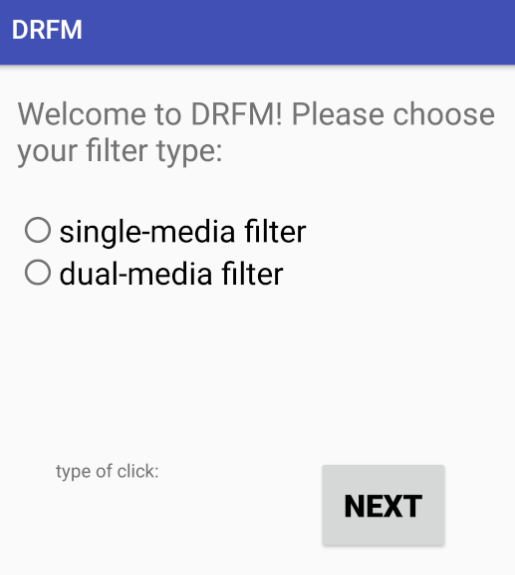 DRFM
Welcome to DRFM! Please choose
your filter type:
single-media filter
dual-media filter
type of click:
NEXT